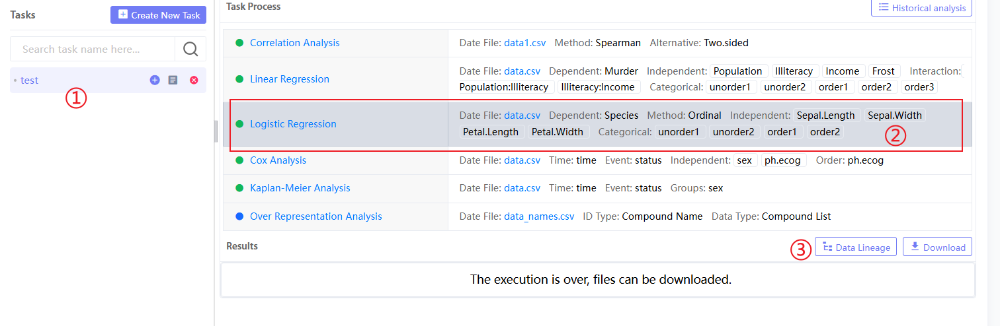 Tasks
Create New Task
Search task name here...
test
①
Task Process
Historical analysis
Correlation Analysis
Date File: data1.csv Method: Spearman Alternative: Two.sided
Linear Regression
Date File: data.csv Dependent: Murder Independent: Population Illiteracy Income Frost Interaction:
Population:Illiteracy Illiteracy:Income Categorical: unorder1 unorder2 order1 order2 order3
Logistic Regression
Date File: data.csv Dependent: Species Method: Ordinal Independent: Sepal.Length Sepal.Width
Petal.Length Petal.Width Categorical: unorder1 unorder2 order1 order2
②
Cox Analysis
Date File: data.csv Time: time Event: status Independent: sex ph.ecog Order: ph.ecog
Kaplan-Meier Analysis
Date File: data.csv Time: time Event: status Groups: sex
Over Representation Analysis
Date File: data_names.csv ID Type: Compound Name Data Type: Compound List
Results
③
Data Lineage
Download
The execution is over, files can be downloaded.